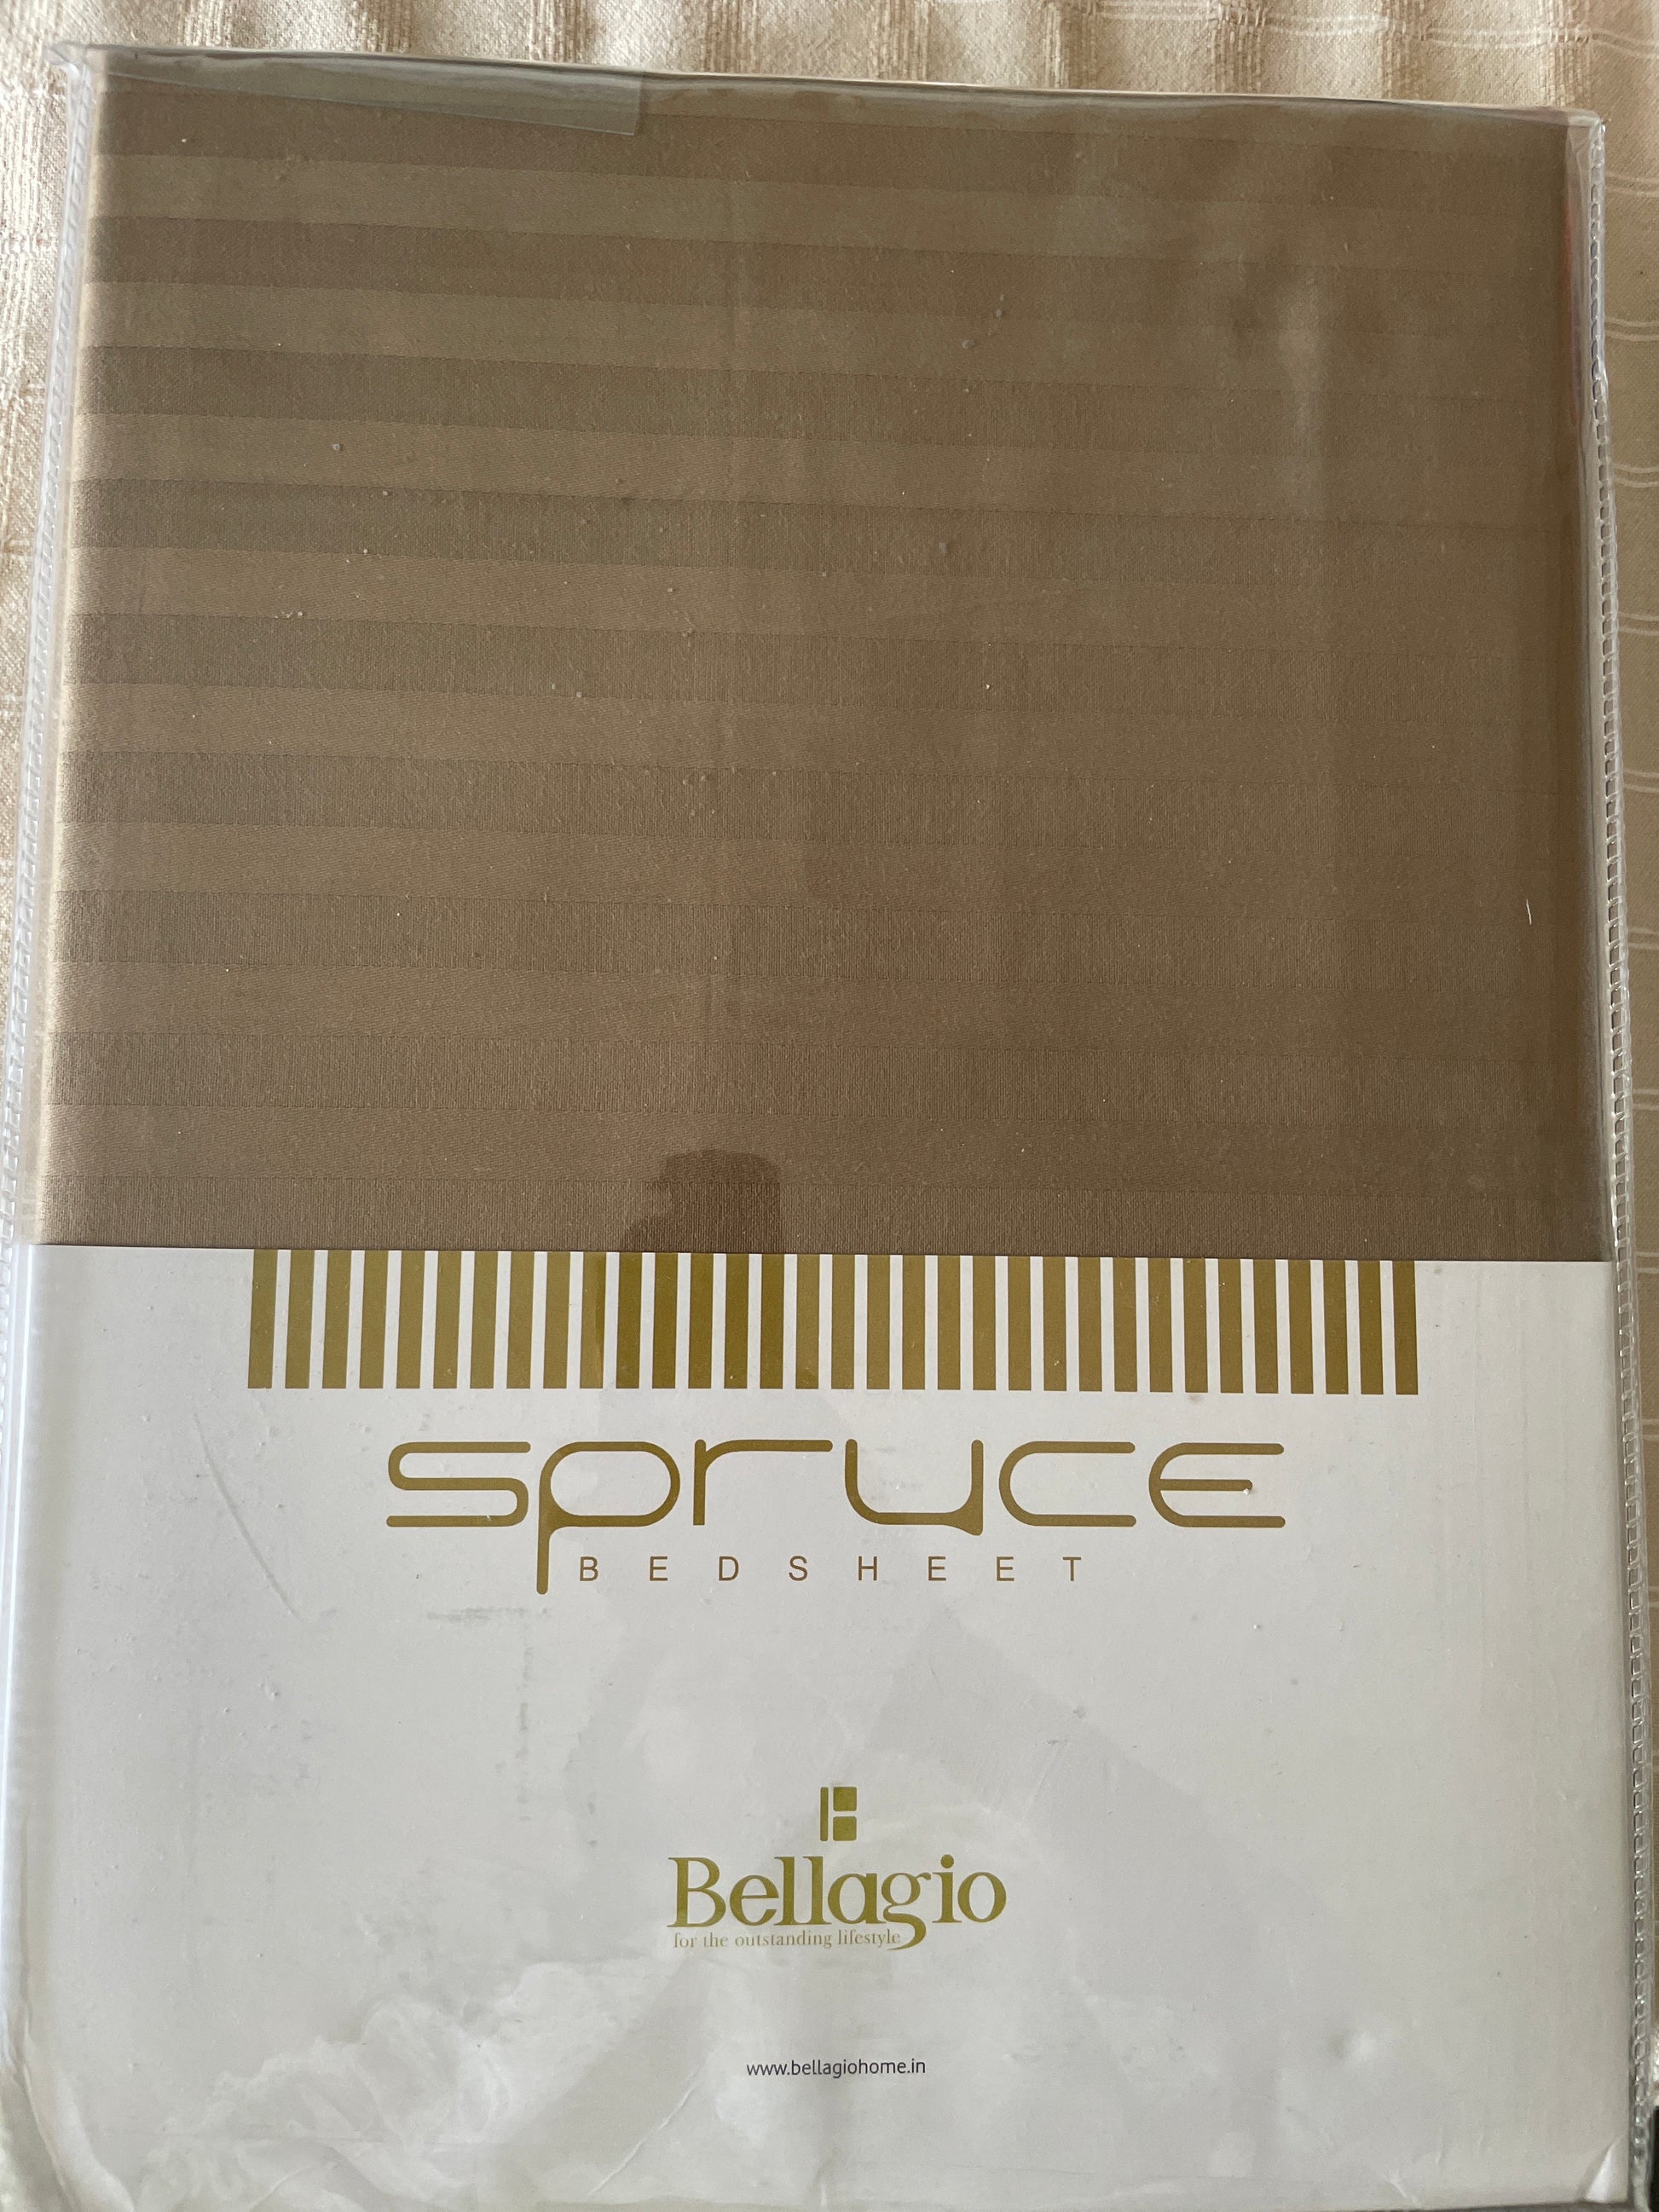 spruce
BEDSHEET
Bellagio
for the outstanding lifestyle
www.bellagiohome.in